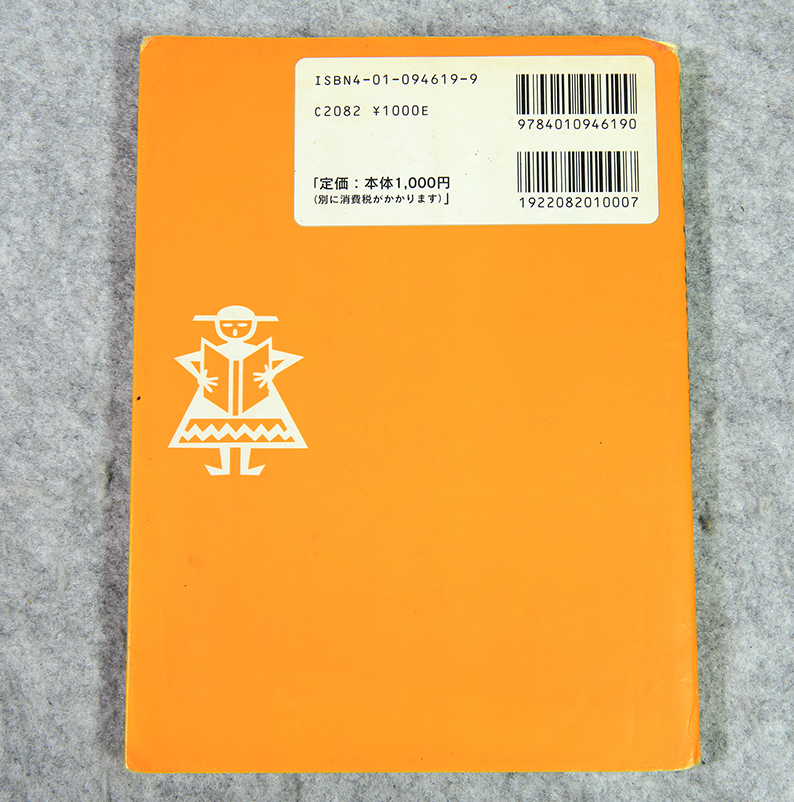 ISBN4-01-094619-9
C2082 ¥1000E
9784010946190
「定価：本体1,000円
(別に消費税がかかります)」
1922082010007